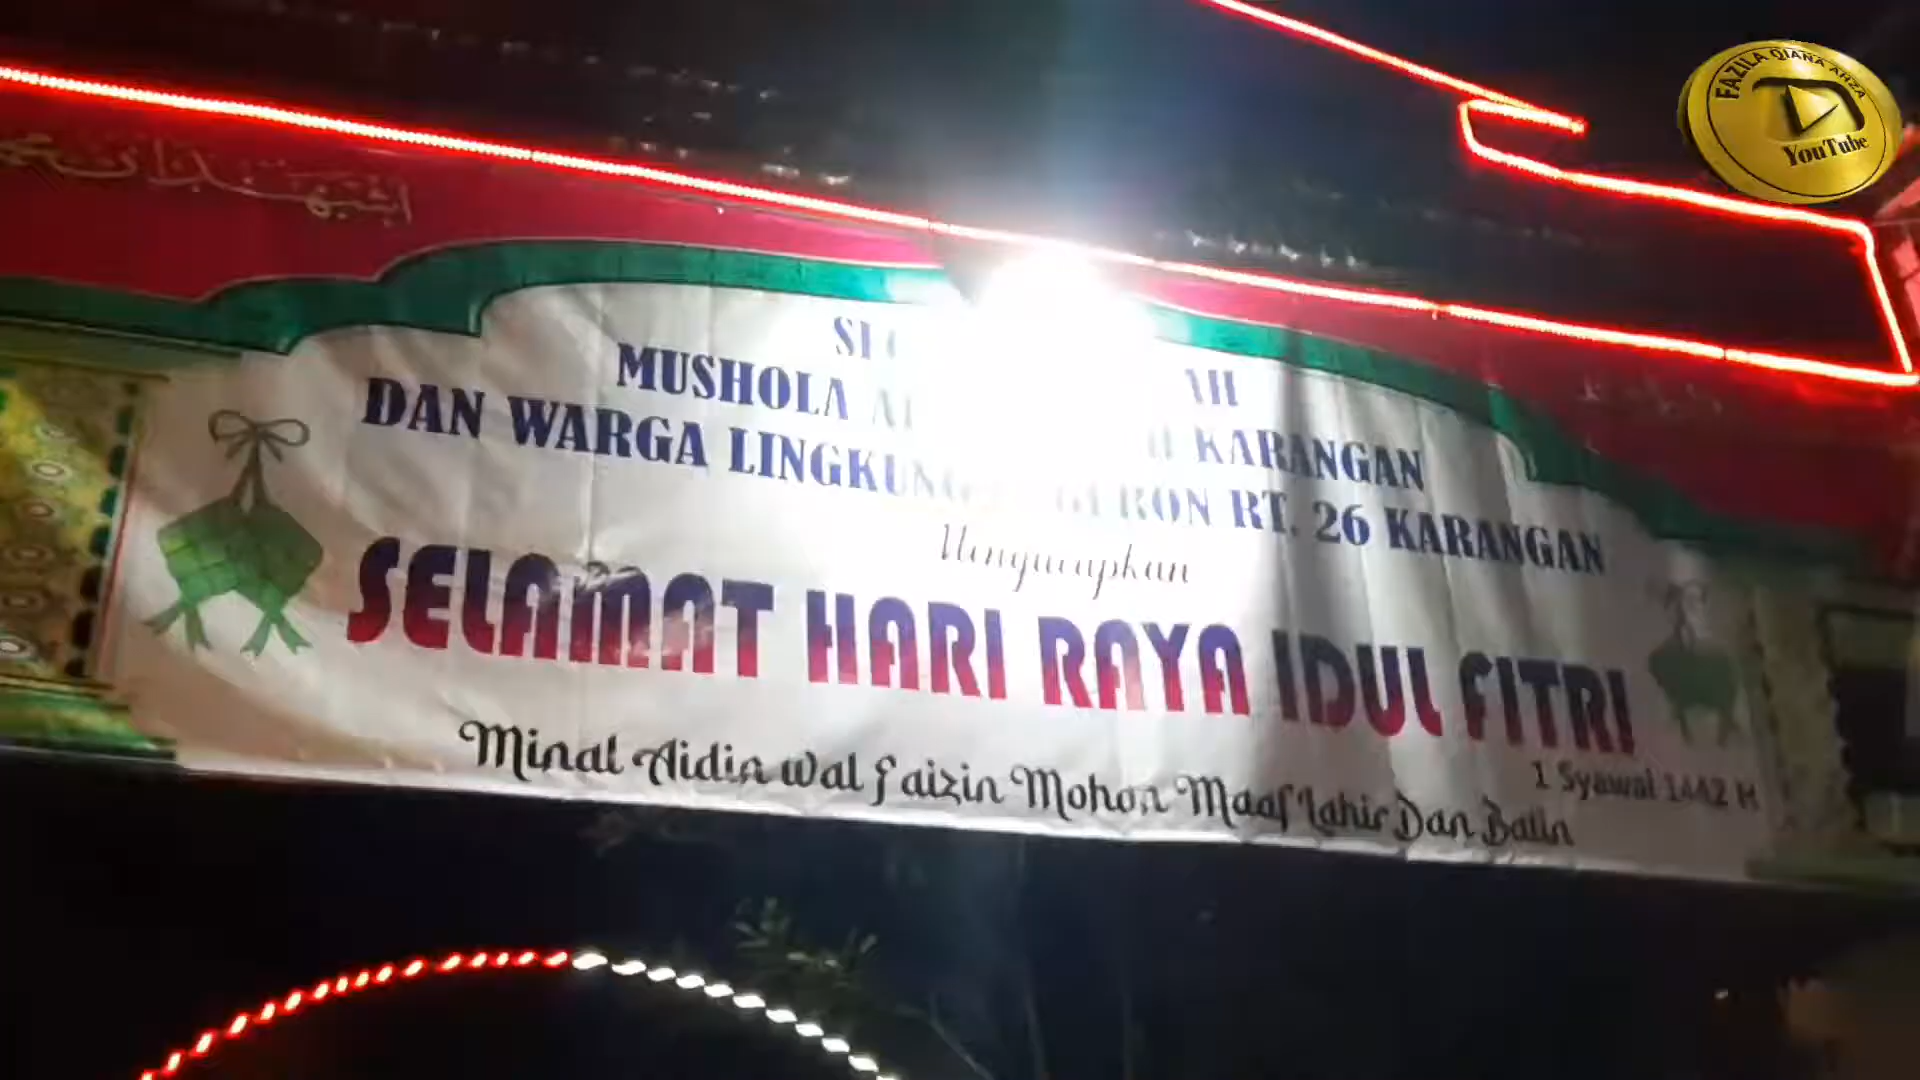 FAZILA QIANA AHZA
YouTube
MUSHOLA KARANGAN
DAN WARGA LINGKUNGAN RT. 26 KARANGAN
Mengucapkan
SELAMAT HARI RAYA IDUL FITRI
1 Syawal 1442 H
Minal Aidin Wal Faizin Mohon Maaf Lahir Dan Batin